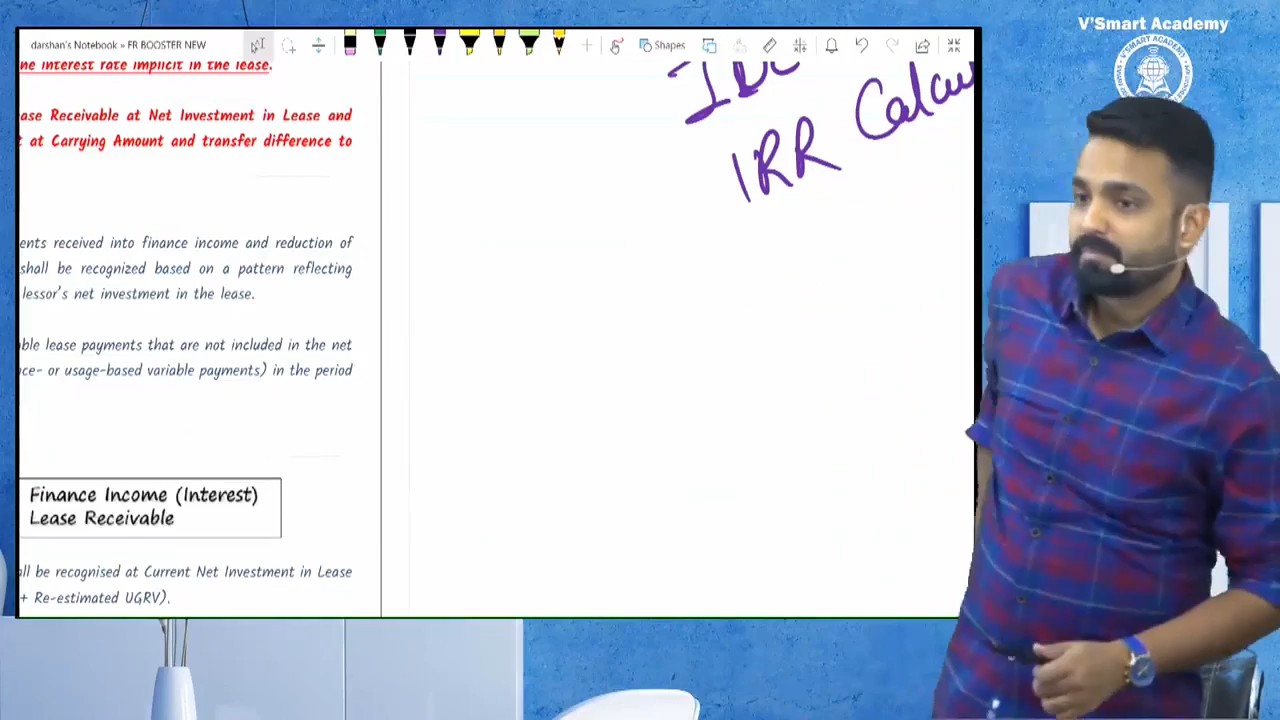 V'Smart Academy
darshan's Notebook » FR BOOSTER NEW
Shapes
interest rate implicit in the lease.
Lease Receivable at Net Investment in Lease and
at Carrying Amount and transfer difference to
IRR Calcu
ents received into finance income and reduction of
shall be recognized based on a pattern reflecting
lessor's net investment in the lease.
ble lease payments that are not included in the net
ce- or usage-based variable payments) in the period
Finance Income (Interest)
Lease Receivable
all be recognised at Current Net Investment in Lease
+ Re-estimated UGRV).